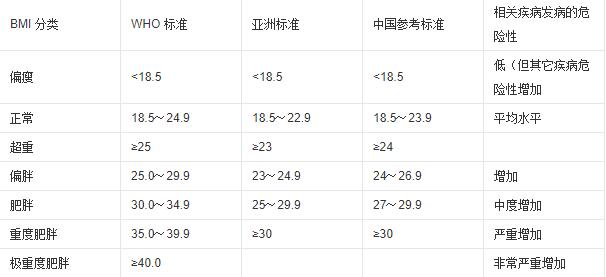 BMI 分类 WHO 标准 亚洲标准 中国参考标准 相关疾病发病的危
险性
偏瘦 <18.5 <18.5 <18.5 低（但其它疾病危
险性增加
正常 18.5～24.9 18.5～22.9 18.5～23.9 平均水平
超重 ≥25 ≥23 ≥24
偏胖 25.0～29.9 23～24.9 24～26.9 增加
肥胖 30.0～34.9 25～29.9 27～29.9 中度增加
重度肥胖 35.0～39.9 ≥30 ≥30 严重增加
极重度肥胖 ≥40.0 非常严重增加